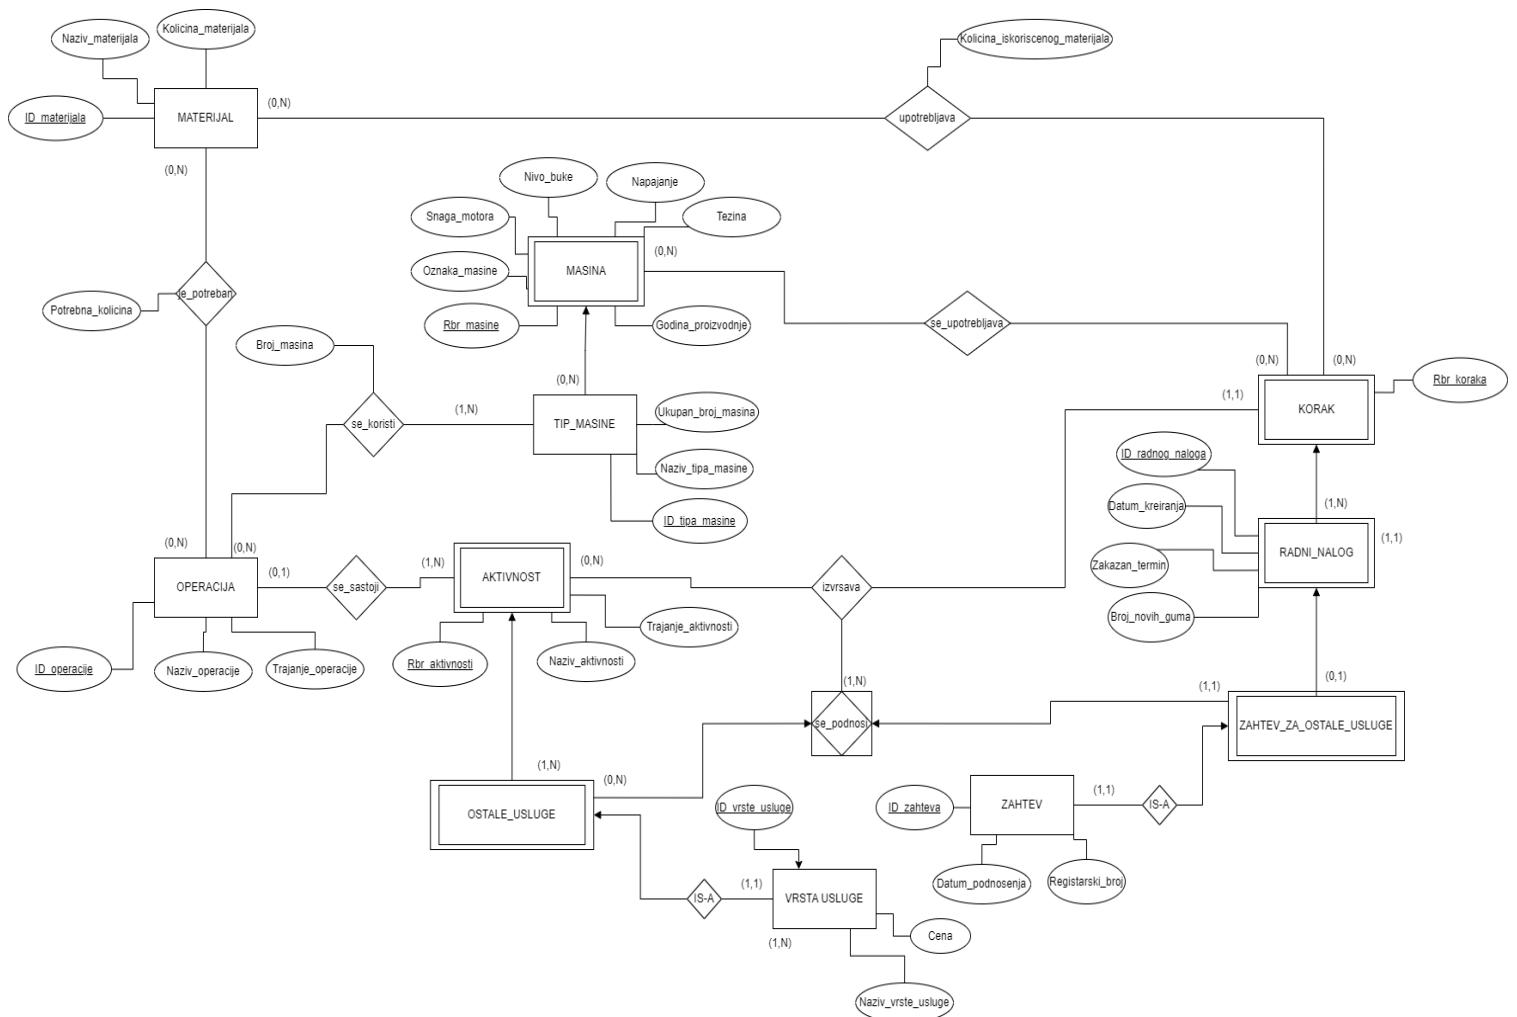 Kolicina_materijala
Naziv_materijala
Kolicina_iskoriscenog_materijala
(0,N)
ID_materijala
MATERIJAL
upotrebljava
(0,N)
Nivo_buke
Napajanje
Snaga_motora
Tezina
(0,N)
Oznaka_masine
MASINA
je_potreban
Potrebna_kolicina
Rbr_masine
Godina_proizvodnje
se_upotrebljava
Broj_masina
(0,N)
(0,N)
(0,N)
Rbr_koraka
(1,1)
(1,N)
Ukupan_broj_masina
KORAK
se_koristi
TIP_MASINE
ID_radnog_naloga
Naziv_tipa_masine
(1,N)
Datum_kreiranja
ID_tipa_masine
(1,1)
(0,N)
(0,N)
RADNI_NALOG
(1,N)
(0,N)
Zakazan_termin
(0,1)
AKTIVNOST
OPERACIJA
se_sastoji
izvrsava
Broj_novih_guma
Trajanje_aktivnosti
Rbr_aktivnosti
Naziv_aktivnosti
ID_operacije
Naziv_operacije
Trajanje_operacije
(0,1)
(1,N)
(1,1)
se_podnosi
ZAHTEV_ZA_OSTALE_USLUGE
(1,N)
(0,N)
(1,1)
ID_vrste_usluge
ID_zahteva
ZAHTEV
IS-A
OSTALE_USLUGE
(1,1)
Datum_podnosenja
Registarski_broj
IS-A
VRSTA USLUGE
(1,N)
Cena
Naziv_vrste_usluge